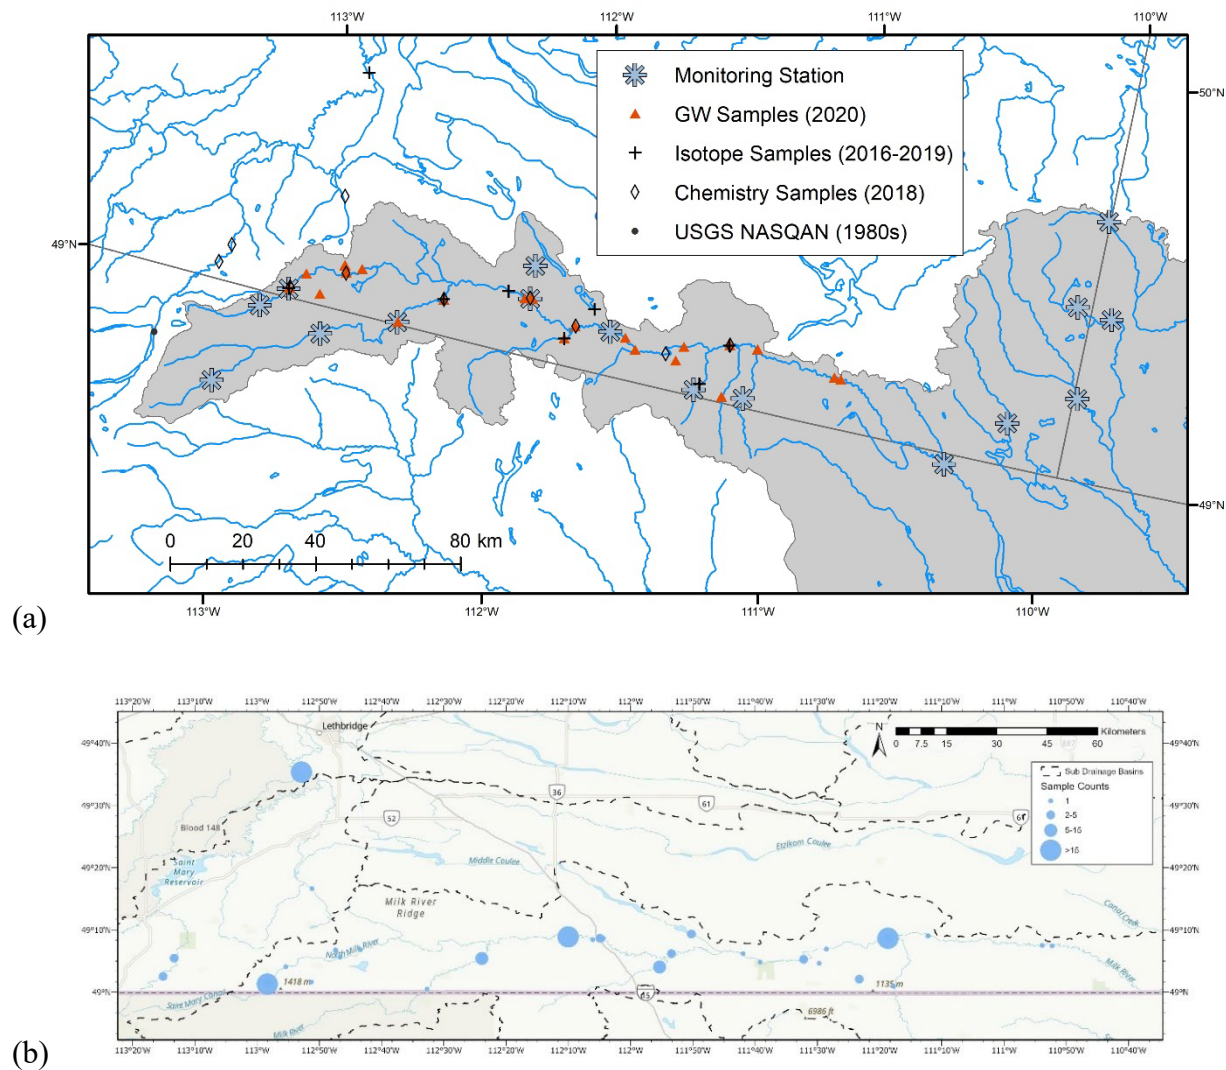 113°W 112°W 111°W 110°W
50°N
Monitoring Station
GW Samples (2020)
Isotope Samples (2016-2019)
Chemistry Samples (2018)
USGS NASQAN (1980s)
49°N
49°N
0 20 40 80 km
113°W 112°W 111°W 110°W
(a)
113°20'W 113°10'W 113°W 112°50'W 112°40'W 112°30'W 112°20'W 112°10'W 112°W 111°50'W 111°40'W 111°30'W 111°20'W 111°10'W 111°W 110°50'W 110°40'W
Lethbridge
N
Kilometers
0 7.5 15 30 45 60
49°40'N 49°40'N
Sub Drainage Basins
Sample Counts
1
2-5
5-15
>15
36
61
61
49°30'N 49°30'N
52
Blood 148
Etzikom Coulee
Middle Coulee
49°20'N 49°20'N
Saint
Mary
Reservoir
Milk River
Ridge
Canal Creek
49°10'N 49°10'N
North Milk River
Milk River
1418 m
1135 m
49°N 49°N
Saint Mary Canal
6986 ft
Milk River
113°20'W 113°10'W 113°W 112°50'W 112°40'W 112°30'W 112°20'W 112°10'W 112°W 111°50'W 111°40'W 111°30'W 111°20'W 111°10'W 111°W 110°50'W 110°40'W
(b)